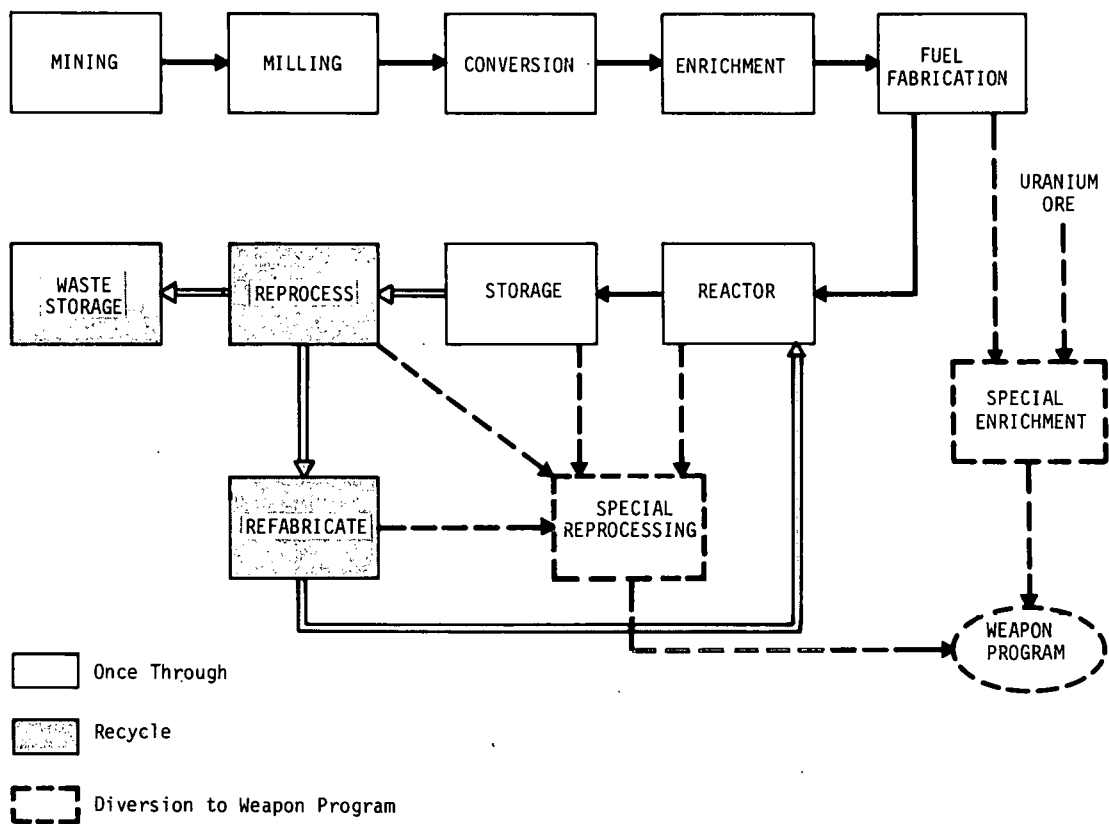 MINING
MILLING
CONVERSION
ENRICHMENT
FUEL
FABRICATION
URANIUM
ORE
WASTE
STORAGE
REPROCESS
STORAGE
REACTOR
SPECIAL
ENRICHMENT
REFABRICATE
SPECIAL
REPROCESSING
WEAPON
PROGRAM
Once Through
Recycle
Diversion to Weapon Program